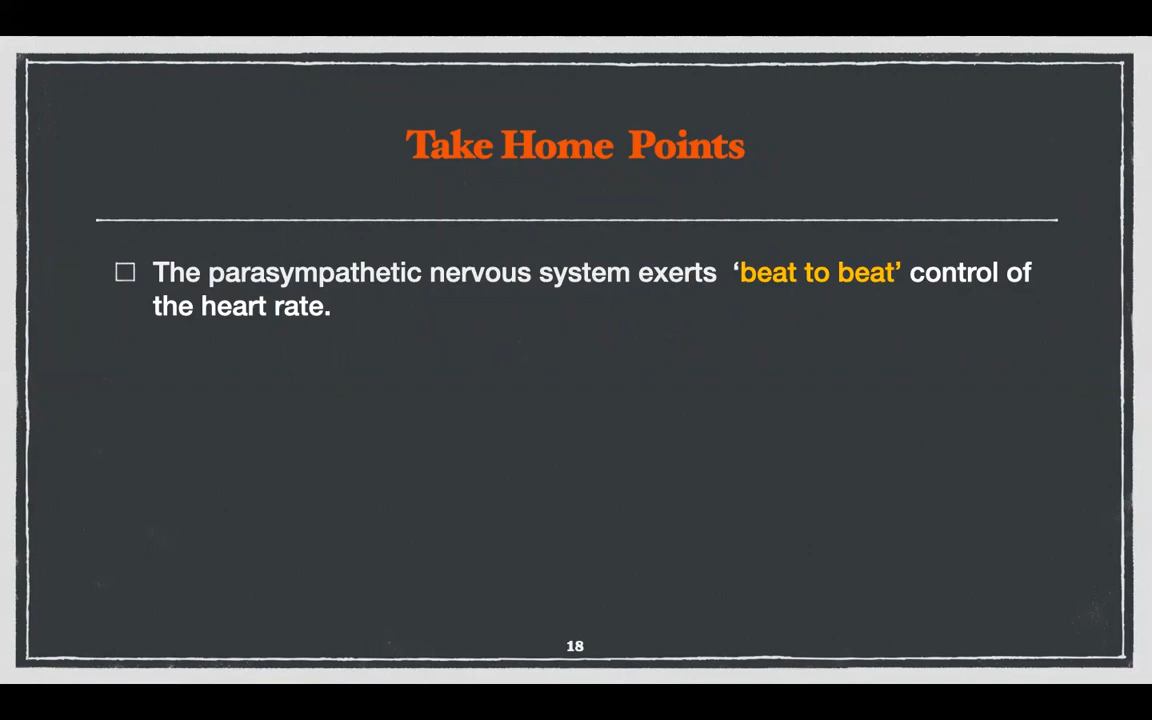 Take Home Points
The parasympathetic nervous system exerts ‘beat to beat’ control of
the heart rate.
18